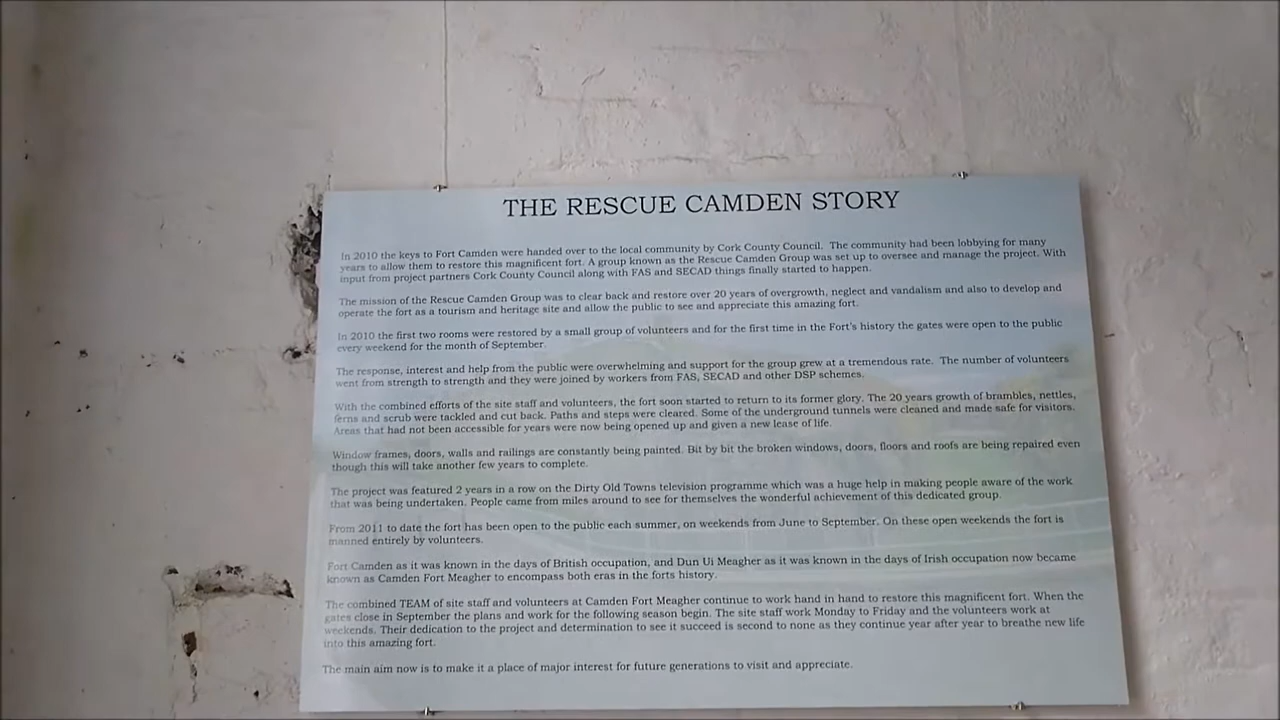 THE RESCUE CAMDEN STORY
In 2010 the keys to Fort Camden were handed over to the local community by Cork County Council. The community had been lobbying for many
years to allow them to restore this magnificent fort. A group known as the Rescue Camden Group was set up to oversee and manage the project. With
input from project partners Cork County Council along with FAS and SECAD things finally started to happen.
The mission of the Rescue Camden Group was to clear back and restore over 20 years of overgrowth, neglect and vandalism and also to develop and
operate the fort as a tourism and heritage site and allow the public to see and appreciate this amazing fort.
In 2010 the first two rooms were restored by a small group of volunteers and for the first time in the Fort's history the gates were open to the public
every weekend for the month of September.
The response, interest and help from the public were overwhelming and support for the group grew at a tremendous rate. The number of volunteers
went from strength to strength and they were joined by workers from FAS, SECAD and other DSP schemes.
With the combined efforts of the site staff and volunteers, the fort soon started to return to its former glory. The 20 years growth of brambles, nettles,
ferns and scrub were tackled and cut back. Paths and steps were cleared. Some of the underground tunnels were cleaned and made safe for visitors.
Areas that had not been accessible for years were now being opened up and given a new lease of life.
Window frames, doors, walls and railings are constantly being painted. Bit by bit the broken windows, doors, floors and roofs are being repaired even
though this will take another few years to complete.
The project was featured 2 years in a row on the Dirty Old Towns television programme which was a huge help in making people aware of the work
that was being undertaken. People came from miles around to see for themselves the wonderful achievement of this dedicated group.
From 2011 to date the fort has been open to the public each summer, on weekends from June to September. On these open weekends the fort is
manned entirely by volunteers.
Fort Camden as it was known in the days of British occupation, and Dun Ui Meagher as it was known in the days of Irish occupation now became
known as Camden Fort Meagher to encompass both eras in the forts history.
The combined TEAM of site staff and volunteers at Camden Fort Meagher continue to work hand in hand to restore this magnificent fort. When the
gates close in September the plans and work for the following season begin. The site staff work Monday to Friday and the volunteers work at
weekends. Their dedication to the project and determination to see it succeed is second to none as they continue year after year to breathe new life
into this amazing fort.
The main aim now is to make it a place of major interest for future generations to visit and appreciate.